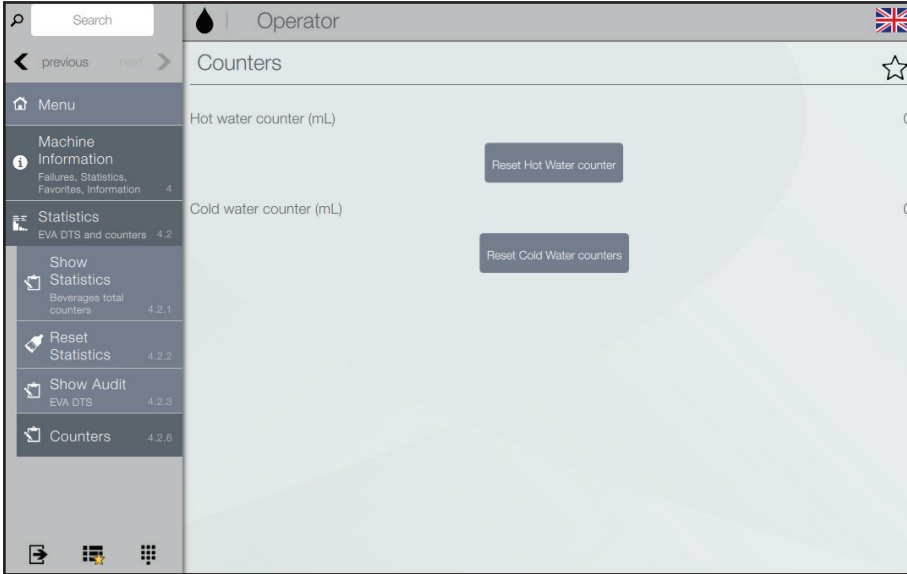 Search
Operator
previous
next
Counters
Menu
Hot water counter (mL)
0
Machine
Information
Failures, Statistics,
Favorites, Information 4
Reset Hot Water counter
Statistics
EVA DTS and counters 4.2
Cold water counter (mL)
0
Reset Cold Water counters
Show
Statistics
Beverages total
counters 4.2.1
Reset
Statistics 4.2.2
Show Audit
EVA DTS 4.2.3
Counters 4.2.6